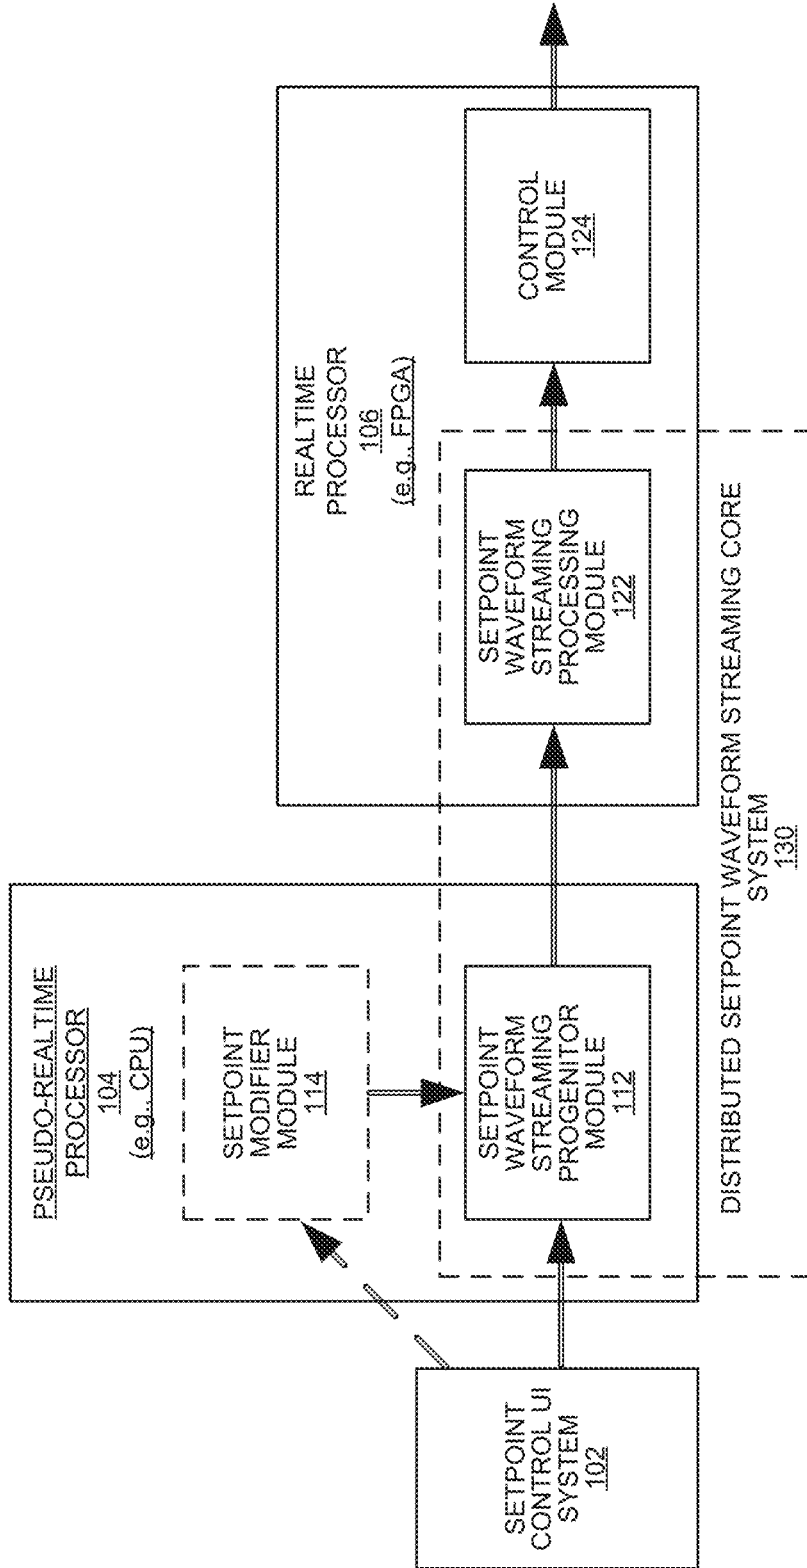 SETPOINT
CONTROL UI
SYSTEM
102
PSEUDO-REALTIME
PROCESSOR
104
(e.g., CPU)
SETPOINT
MODIFIER
MODULE
114
SETPOINT
WAVEFORM
STREAMING
PROGENITOR
MODULE
112
REALTIME
PROCESSOR
106
(e.g., FPGA)
SETPOINT
WAVEFORM
STREAMING
PROCESSING
MODULE
122
CONTROL
MODULE
124
DISTRIBUTED SETPOINT WAVEFORM STREAMING CORE
SYSTEM
130